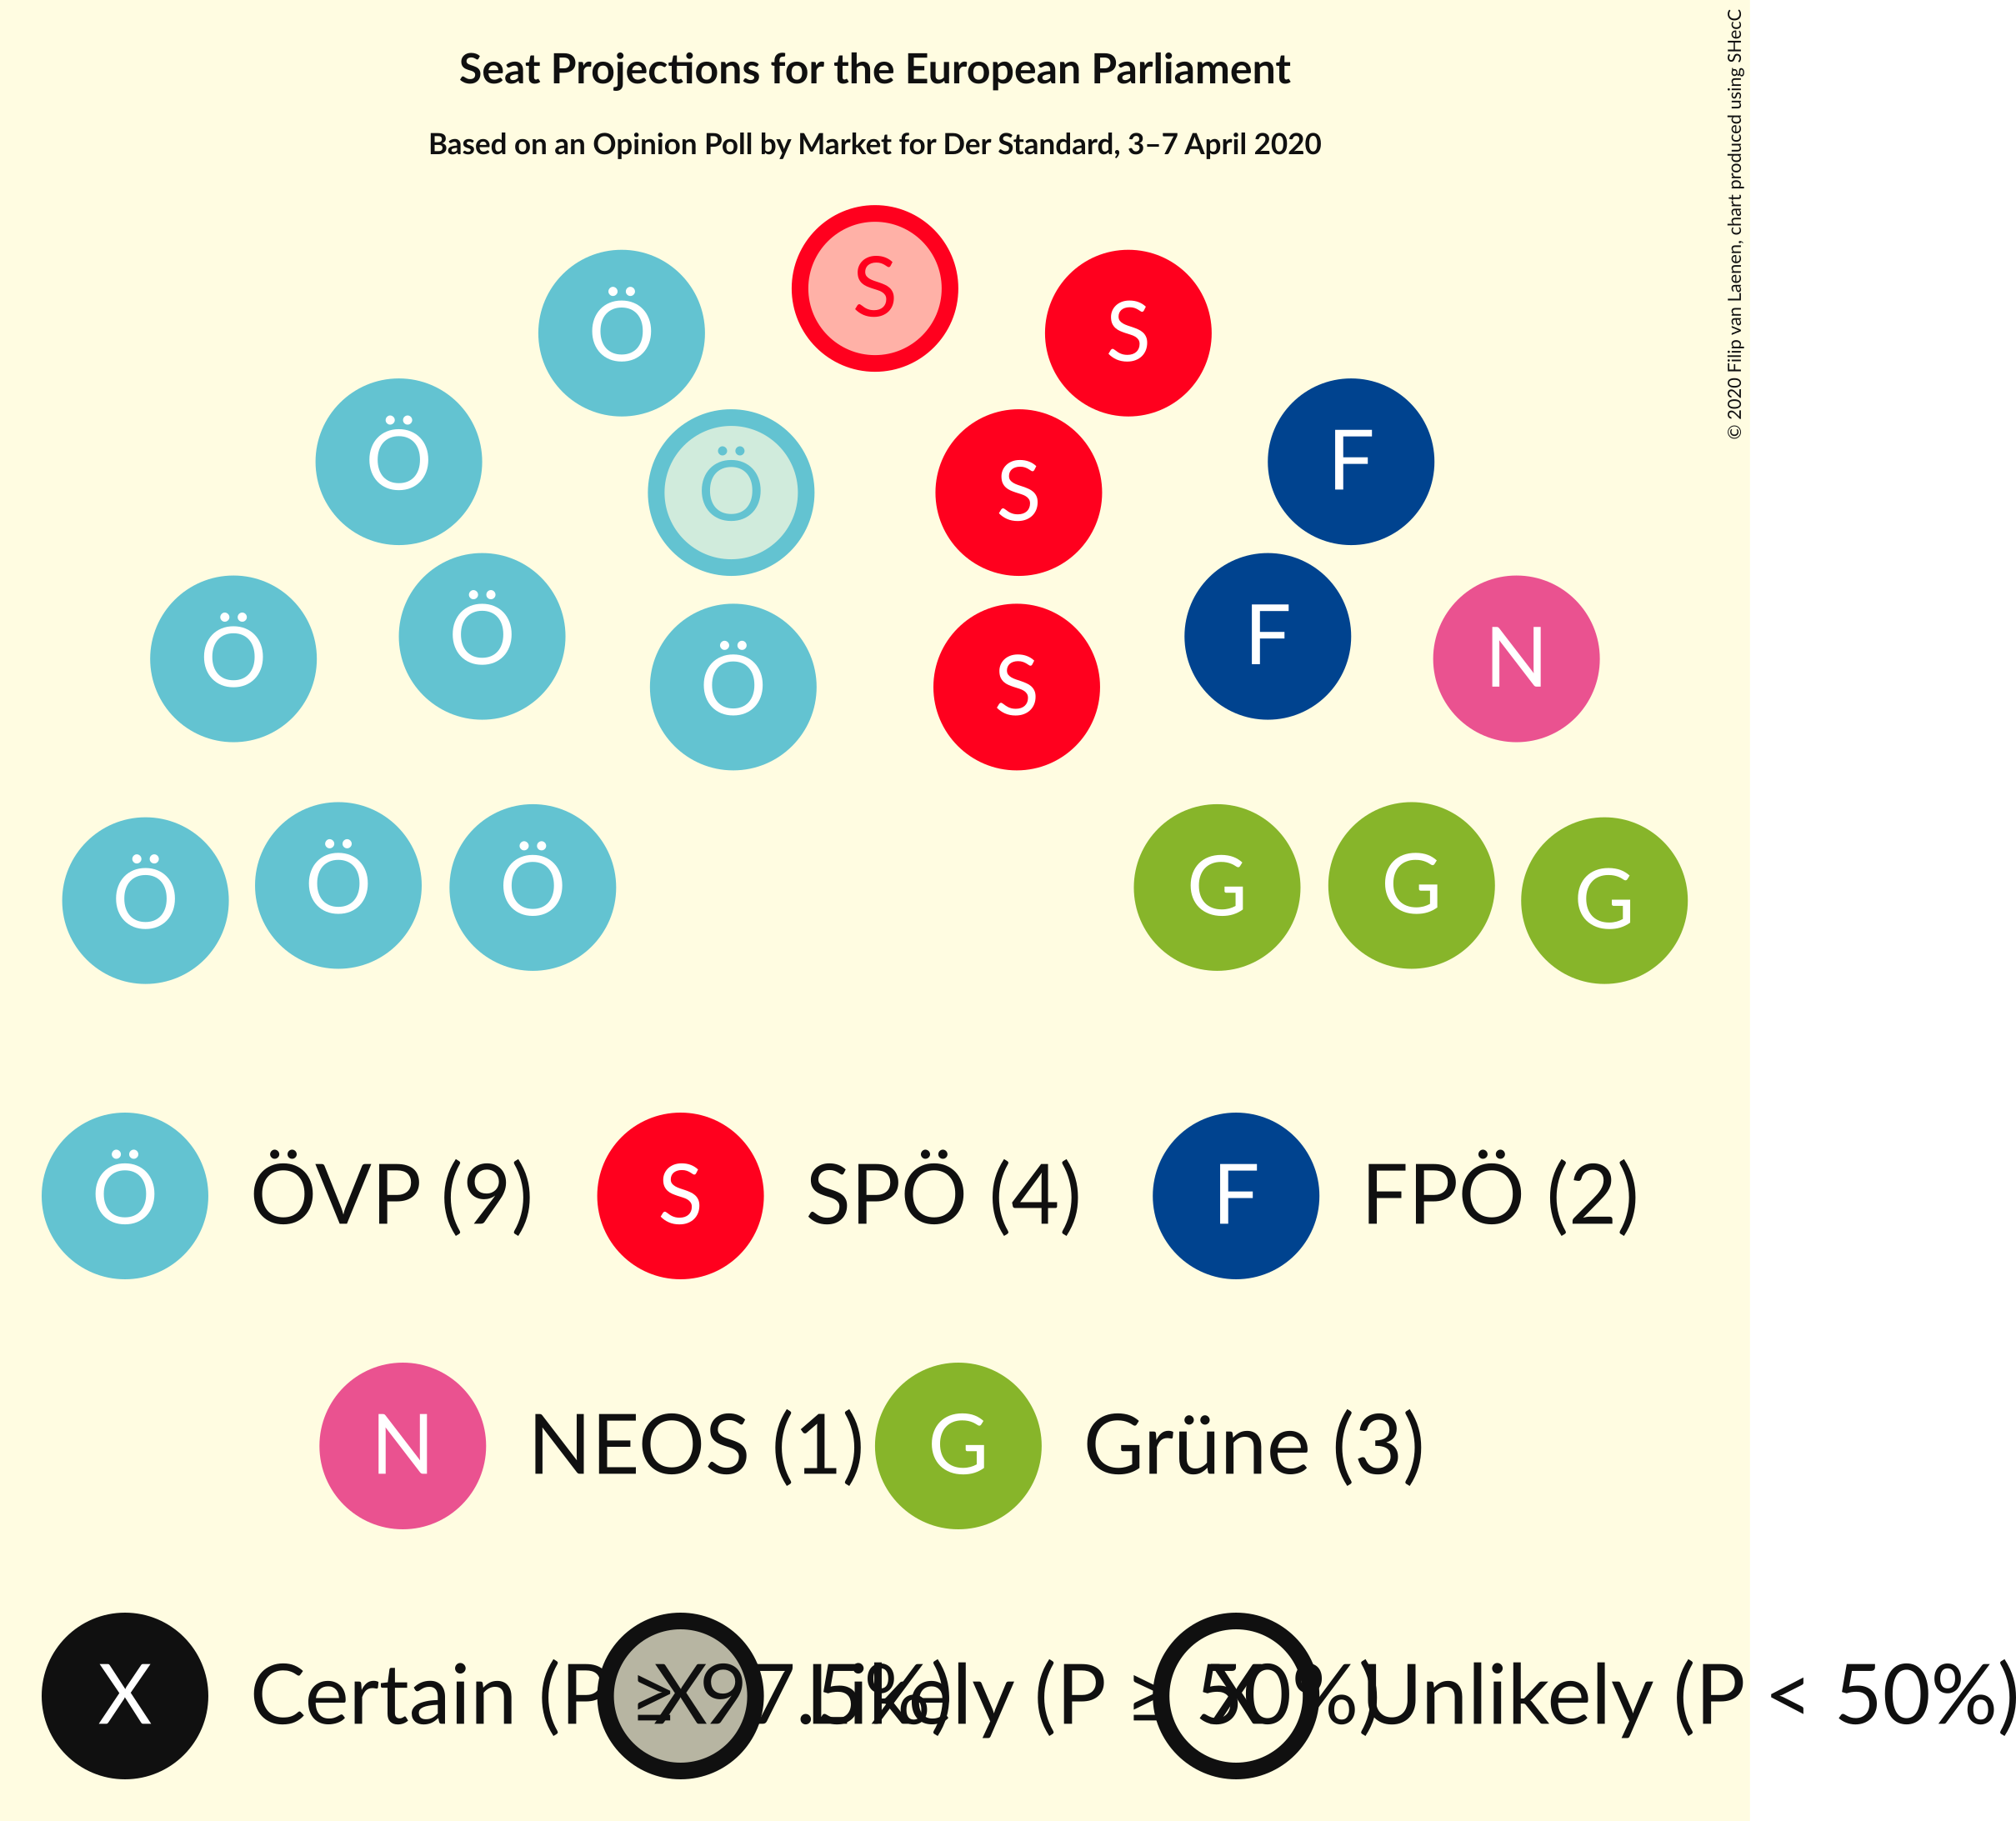 Seat Projections for the European Parliament
Based on an Opinion Poll by Market for Der Standard, 3–7 April 2020
© 2020 Filip van Laenen, chart produced using SHecC
S
Ö S
Ö F
Ö S
Ö F
Ö N
Ö S
Ö Ö G G
Ö G
Ö ÖVP (9) S SPÖ (4) F FPÖ (2)
N NEOS (1) G Grüne (3)
X Certain (P ≥ 97.5%) X Likely (P ≥ 50%) X Unlikely (P < 50%)